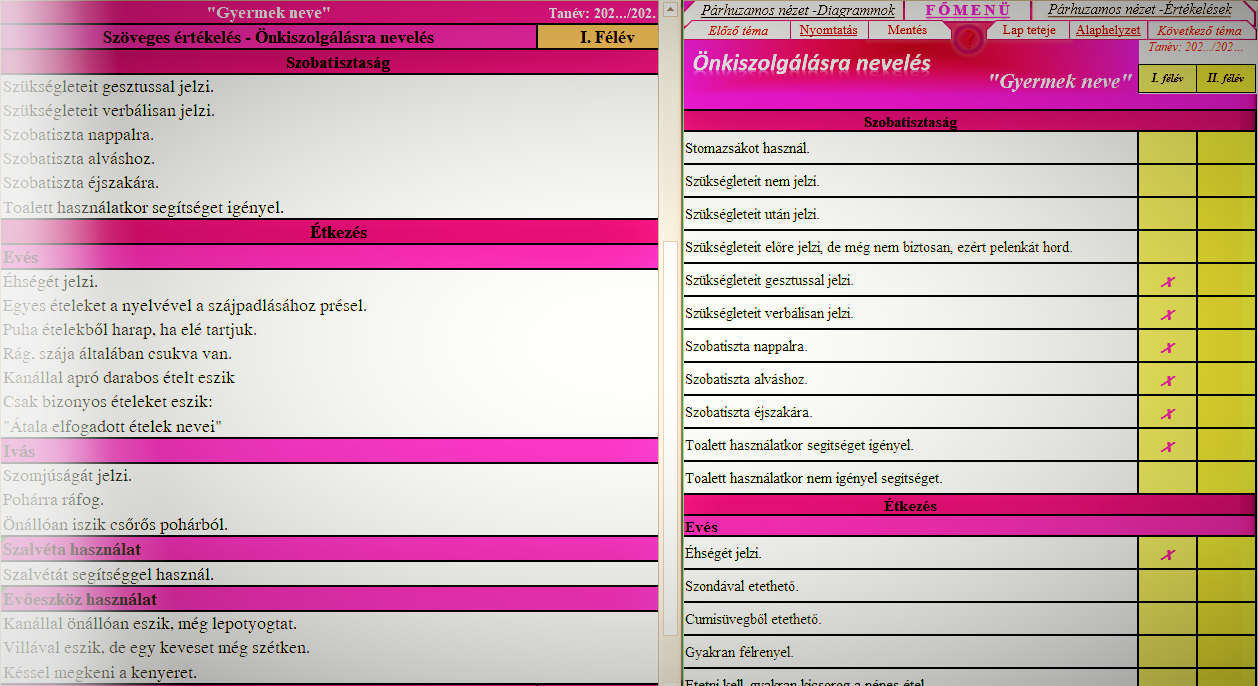 "Gyermek neve"
Tanév: 202.../202.
Szöveges értékelés - Önkiszolgálásra nevelés
I. Félév
Szobatisztaság
Szükségleteit gesztussal jelzi.
Szükségleteit verbálisan jelzi.
Szobatiszta nappalra.
Szobatiszta alváshoz.
Szobatiszta éjszakára.
Toalett használatkor segítséget igényel.
Étkezés
Evés
Éhségét jelzi.
Egyes ételeket a nyelvével a szájpadlásához présel.
Puha ételekből harap, ha elé tartjuk.
Rág, szája általában csukva van.
Kanállal apró darabos ételt eszik
Csak bizonyos ételeket eszik:
"Átala elfogadott ételek nevei"
Ivás
Szomjúságát jelzi.
Pohárra ráfog.
Önállóan iszik csőrős pohárból.
Szalvéta használat
Szalvétát segítséggel használ.
Evőeszköz használat
Kanállal önállóan eszik, még lepotyogtat.
Villával eszik, de egy keveset még szétken.
Késsel megkeni a kenyeret.
Párhuzamos nézet -Diagrammok
FŐMENÜ
Párhuzamos nézet -Értékelések
Előző téma
Nyomtatás
Mentés
Lap teteje
Alaphelyzet
Következő téma
Önkiszolgálásra nevelés
"Gyermek neve"
Tanév: 202.../202...
I. félév
II. félév
Szobatisztaság
Stomazsákot használ.
Szükségleteit nem jelzi.
Szükségleteit után jelzi.
Szükségleteit előre jelzi, de még nem biztosan, ezért pelenkát hord.
Szükségleteit gesztussal jelzi. x
Szükségleteit verbálisan jelzi. x
Szobatiszta nappalra. x
Szobatiszta alváshoz. x
Szobatiszta éjszakára. x
Toalett használatkor segitséget igényel. x
Toalett használatkor nem igényel segitséget.
Étkezés
Evés
Éhségét jelzi. x
Szondával etethető.
Cumisüvegből etethető.
Gyakran félrenyel.
Etetni kell, gyakran kicsorog a pépes étel.